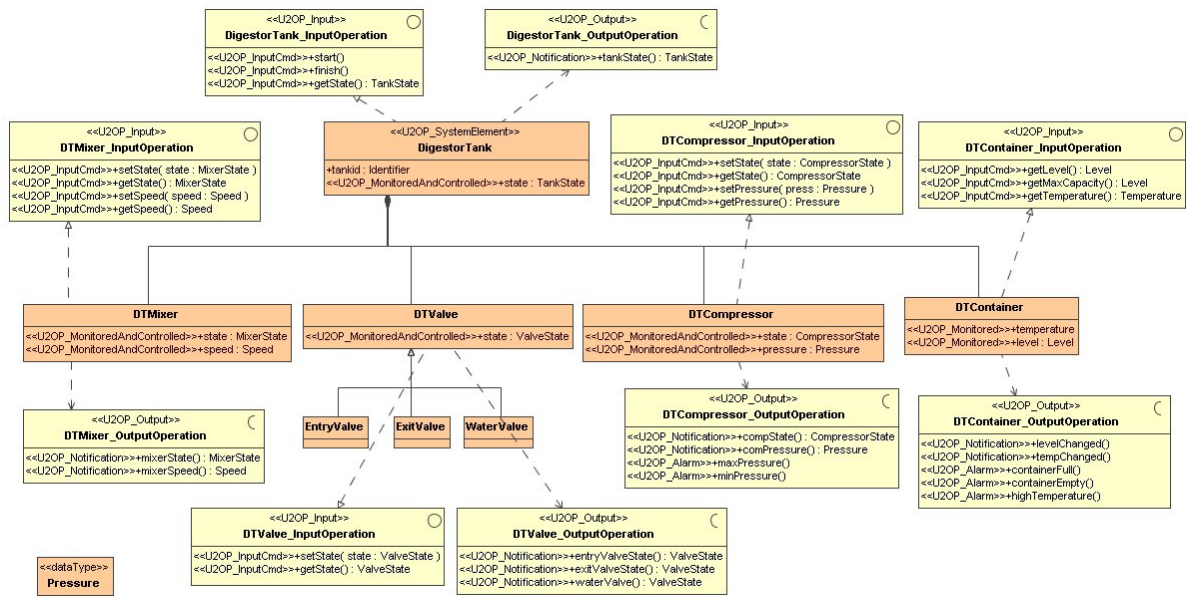 <<U2OP_Input>>
DigestorTank_InputOperation
<<U2OP_InputCmd>>+start()
<<U2OP_InputCmd>>+finish()
<<U2OP_InputCmd>>+getState() : TankState
<<U2OP_Output>>
DigestorTank_OutputOperation
<<U2OP_Notification>>+tankState() : TankState
<<U2OP_Input>>
DTMixer_InputOperation
<<U2OP_InputCmd>>+setState( state : MixerState )
<<U2OP_InputCmd>>+getState() : MixerState
<<U2OP_InputCmd>>+setSpeed( speed : Speed )
<<U2OP_InputCmd>>+getSpeed() : Speed
<<U2OP_SystemElement>>
DigestorTank
+tankid : Identifier
<<U2OP_MonitoredAndControlled>>+state : TankState
<<U2OP_Input>>
DTCompressor_InputOperation
<<U2OP_InputCmd>>+setState( state : CompressorState )
<<U2OP_InputCmd>>+getState() : CompressorState
<<U2OP_InputCmd>>+setPressure( press : Pressure )
<<U2OP_InputCmd>>+getPressure() : Pressure
<<U2OP_Input>>
DTContainer_InputOperation
<<U2OP_InputCmd>>+getLevel() : Level
<<U2OP_InputCmd>>+getMaxCapacity() : Level
<<U2OP_InputCmd>>+getTemperature() : Temperature
DTMixer
<<U2OP_MonitoredAndControlled>>+state : MixerState
<<U2OP_MonitoredAndControlled>>+speed : Speed
DTValve
<<U2OP_MonitoredAndControlled>>+state : ValveState
DTCompressor
<<U2OP_MonitoredAndControlled>>+state : CompressorState
<<U2OP_MonitoredAndControlled>>+pressure : Pressure
DTContainer
<<U2OP_Monitored>>+temperature
<<U2OP_Monitored>>+level : Level
<<U2OP_Output>>
DTMixer_OutputOperation
<<U2OP_Notification>>+mixerState() : MixerState
<<U2OP_Notification>>+mixerSpeed() : Speed
EntryValve
ExitValve
WaterValve
<<U2OP_Output>>
DTCompressor_OutputOperation
<<U2OP_Notification>>+compState() : CompressorState
<<U2OP_Notification>>+comPressure() : Pressure
<<U2OP_Alarm>>+maxPressure()
<<U2OP_Alarm>>+minPressure()
<<U2OP_Output>>
DTContainer_OutputOperation
<<U2OP_Notification>>+levelChanged()
<<U2OP_Notification>>+tempChanged()
<<U2OP_Alarm>>+containerFull()
<<U2OP_Alarm>>+containerEmpty()
<<U2OP_Alarm>>+highTemperature()
<<U2OP_Input>>
DTValve_InputOperation
<<U2OP_InputCmd>>+setState( state : ValveState )
<<U2OP_InputCmd>>+getState() : ValveState
<<U2OP_Output>>
DTValve_OutputOperation
<<U2OP_Notification>>+entryValveState() : ValveState
<<U2OP_Notification>>+exitValveState() : ValveState
<<U2OP_Notification>>+waterValve() : ValveState
<<dataType>>
Pressure